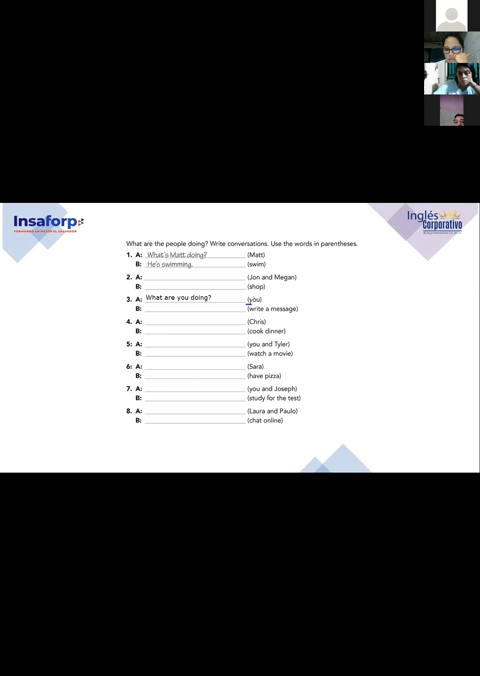 Insaforp
Inglés
Corporativo
What are the people doing? Write conversations. Use the words in parentheses.
1. A: What's Matt doing? (Matt)
B: He's swimming. (swim)
2. A: (Jon and Megan)
B: (shop)
3. A: What are you doing? (you)
B: (write a message)
4. A: (Chris)
B: (cook dinner)
5: A: (you and Tyler)
B: (watch a movie)
6: A: (Sara)
B: (have pizza)
7. A: (you and Joseph)
B: (study for the test)
8. A: (Laura and Paulo)
B: (chat online)